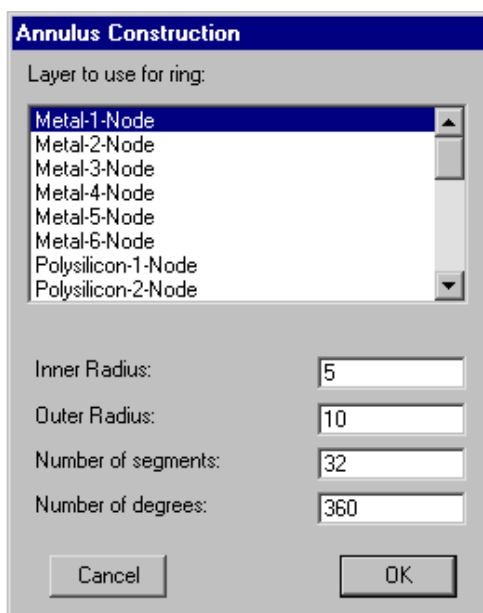 Annulus Construction
Layer to use for ring:
Metal-1-Node
Metal-2-Node
Metal-3-Node
Metal-4-Node
Metal-5-Node
Metal-6-Node
Polysilicon-1-Node
Polysilicon-2-Node
Inner Radius: 5
Outer Radius: 10
Number of segments: 32
Number of degrees: 360
Cancel OK